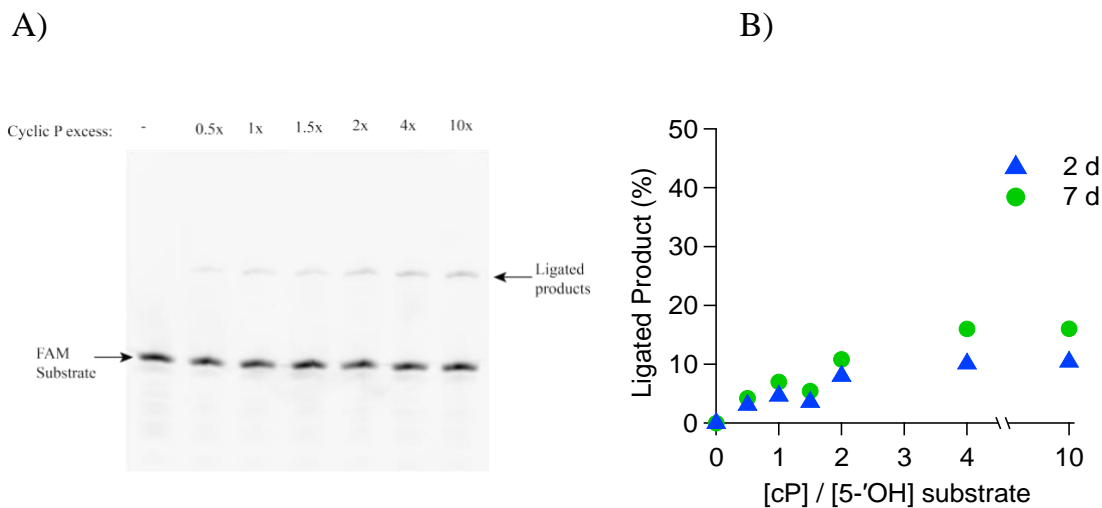 A)
B)
Cyclic P excess: - 0.5x 1x 1.5x 2x 4x 10x
Ligated
products
FAM
Substrate
50
40
30
20
10
0
Ligated Product (%)
2 d
7 d
0 1 2 3 4 10
[cP] / [5-'OH] substrate